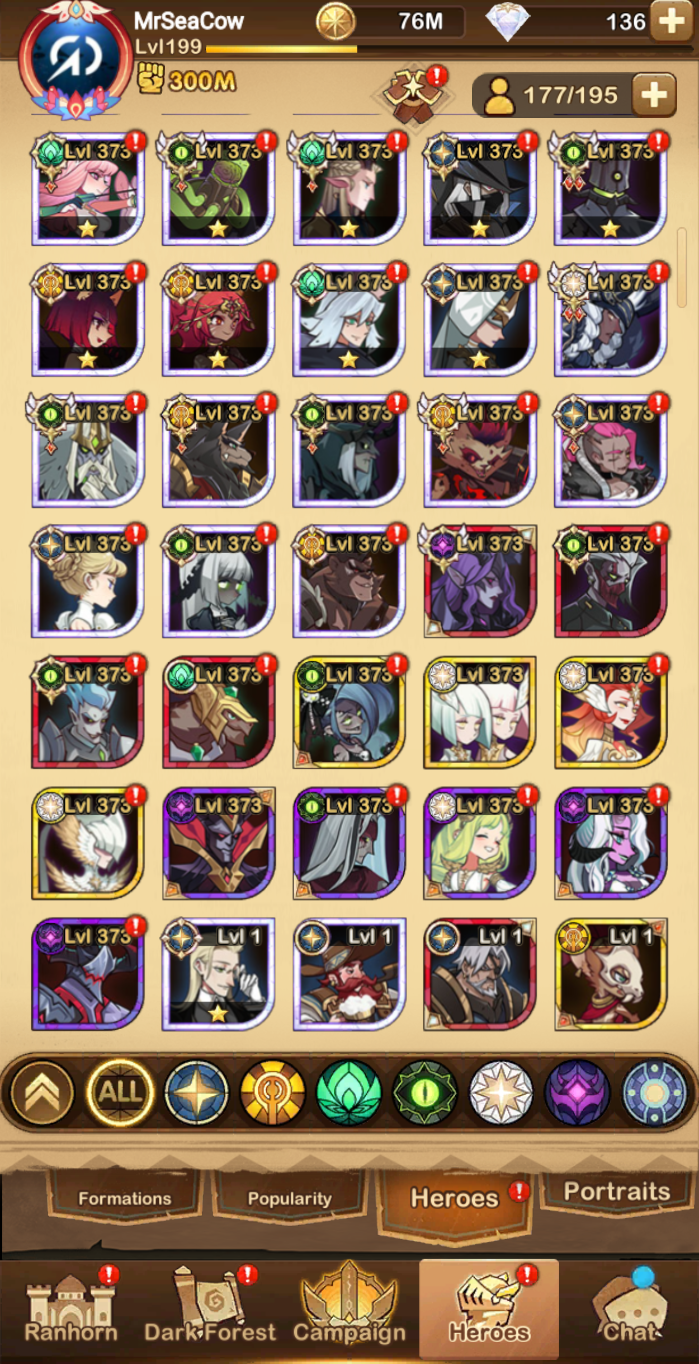 MrSeaCow
76M
136
Lvl199
300M
177/195
Lvl 373 Lvl 373 Lvl 373 Lvl 373 Lvl 373
Lvl 373 Lvl 373 Lvl 373 Lvl 373 Lvl 373
Lvl 373 Lvl 373 Lvl 373 Lvl 373 Lvl 373
Lvl 373 Lvl 373 Lvl 373 Lvl 373 Lvl 373
Lvl 373 Lvl 373 Lvl 373 Lvl 373 Lvl 373
Lvl 373 Lvl 373 Lvl 373 Lvl 373 Lvl 373
Lvl 373 Lvl 1 Lvl 1 Lvl 1 Lvl 1
ALL
Formations Popularity Heroes Portraits
Ranhorn Dark Forest Campaign Heroes Chat